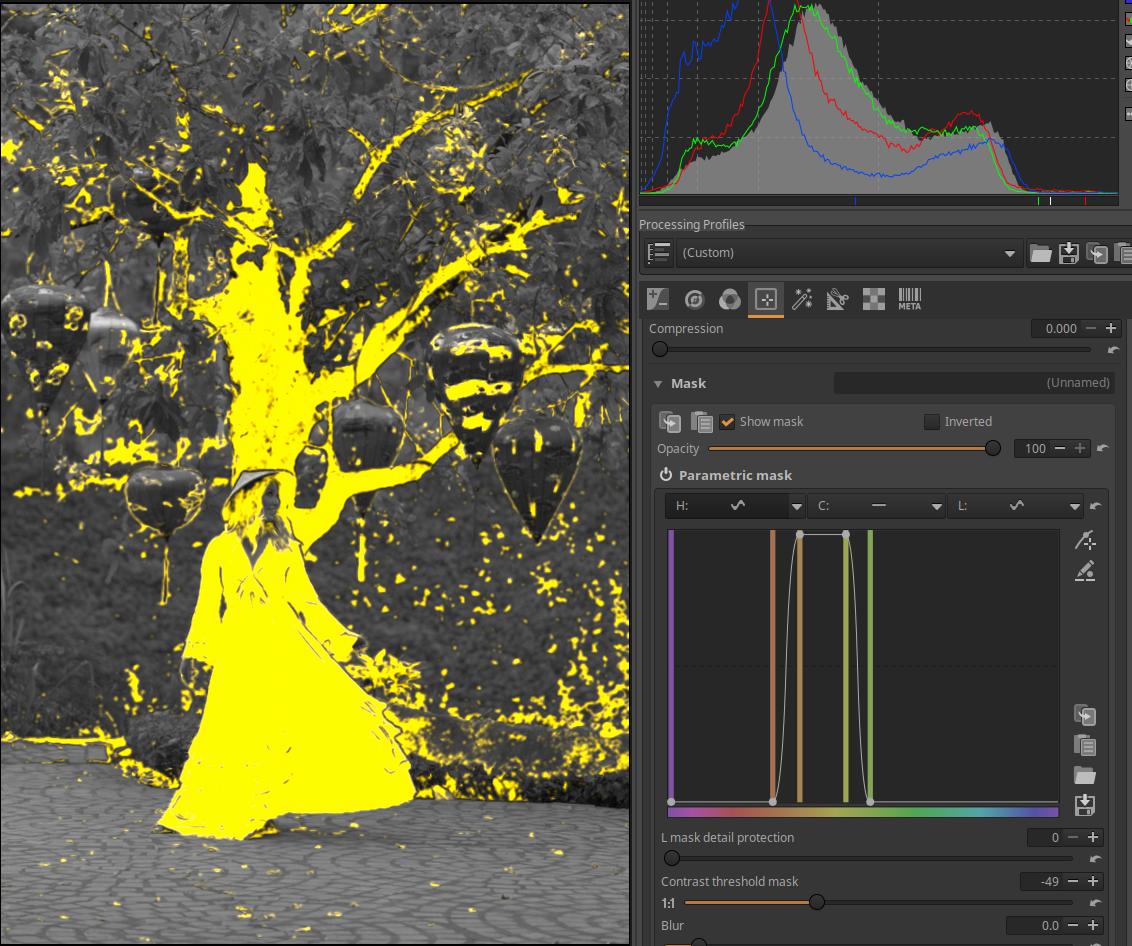 Processing Profiles
(Custom)
META
Compression
0.000
Mask
(Unnamed)
Show mask
Inverted
Opacity
100
Parametric mask
H:
C:
L:
L mask detail protection
0
Contrast threshold mask
-49
1:1
Blur
0.0